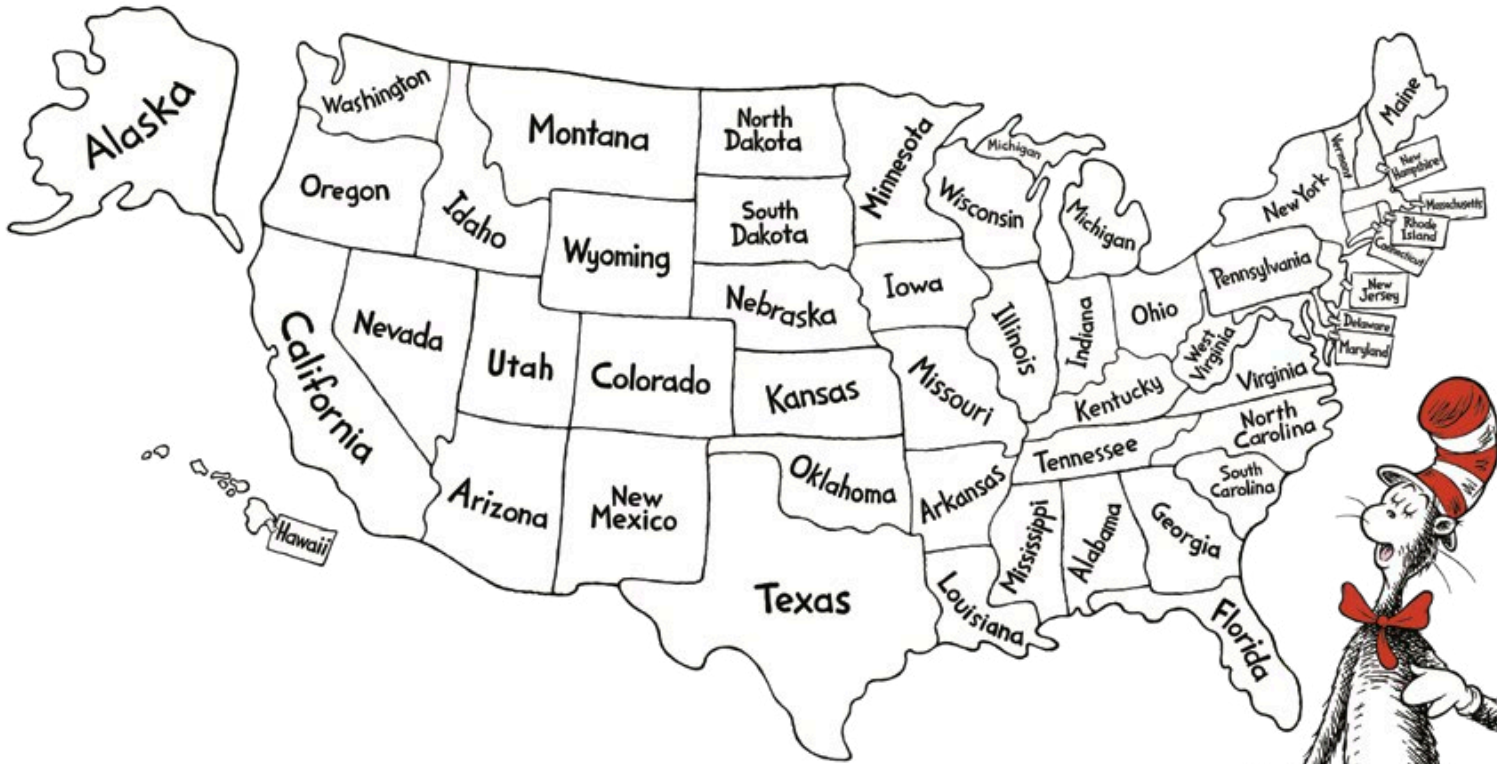 Alaska
Washington
Oregon
Idaho
Montana
Wyoming
North
Dakota
South
Dakota
Nebraska
Minnesota
Wisconsin
Michigan
Michigan
Iowa
Illinois
Indiana
Ohio
Pennsylvania
New York
Vermont
Maine
New
Hampshire
Massachusetts
Rhode
Island
Connecticut
New
Jersey
Delaware
Maryland
California
Nevada
Utah
Colorado
Kansas
Missouri
Kentucky
West
Virginia
Virginia
North
Carolina
Tennessee
South
Carolina
Hawaii
Arizona
New
Mexico
Oklahoma
Arkansas
Texas
Louisiana
Mississippi
Alabama
Georgia
Florida